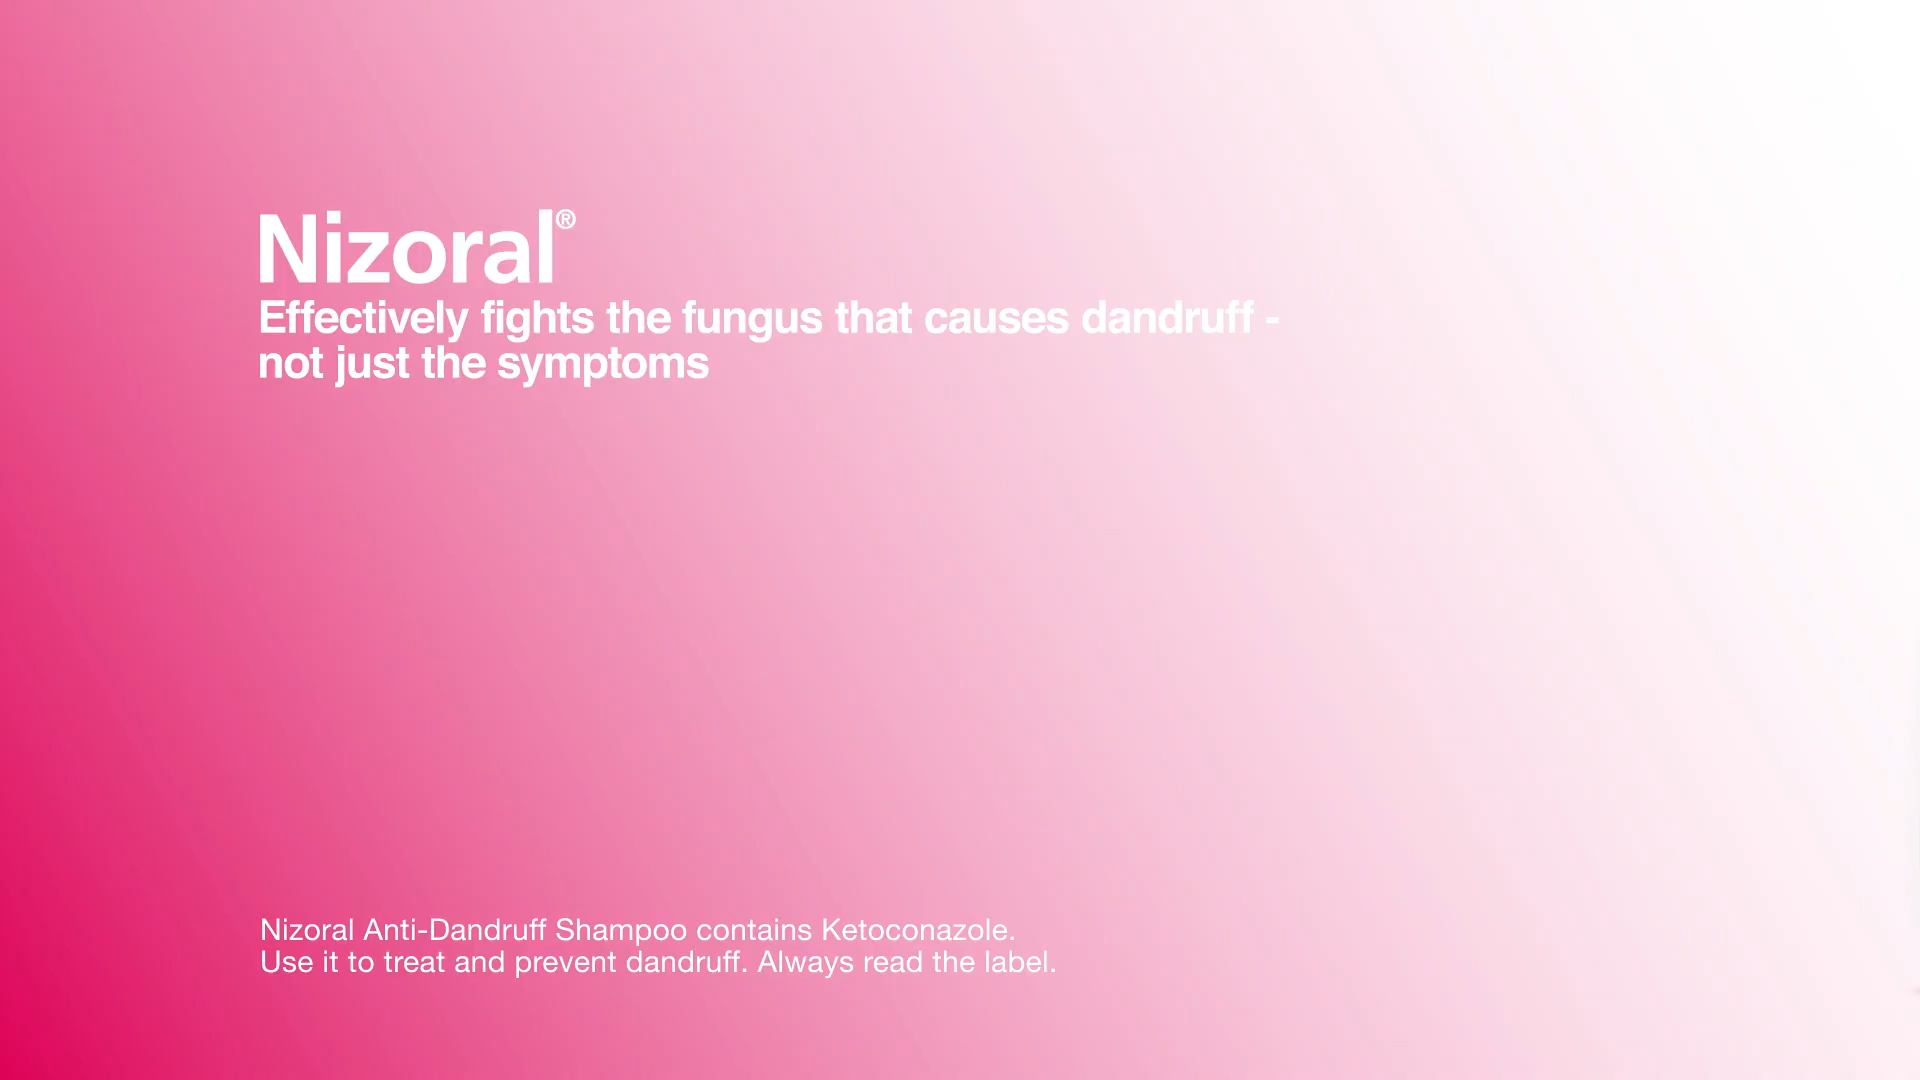 Nizoral®
Effectively fights the fungus that causes dandruff -
not just the symptoms
Nizoral Anti-Dandruff Shampoo contains Ketoconazole.
Use it to treat and prevent dandruff. Always read the label.